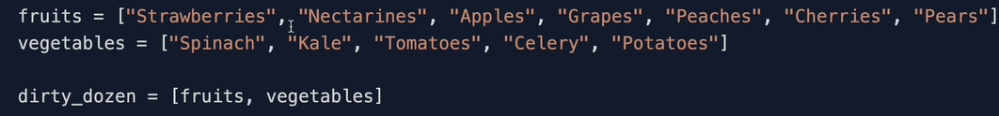 fruits = ["Strawberries", "Nectarines", "Apples", "Grapes", "Peaches", "Cherries", "Pears"]
vegetables = ["Spinach", "Kale", "Tomatoes", "Celery", "Potatoes"]
dirty_dozen = [fruits, vegetables]